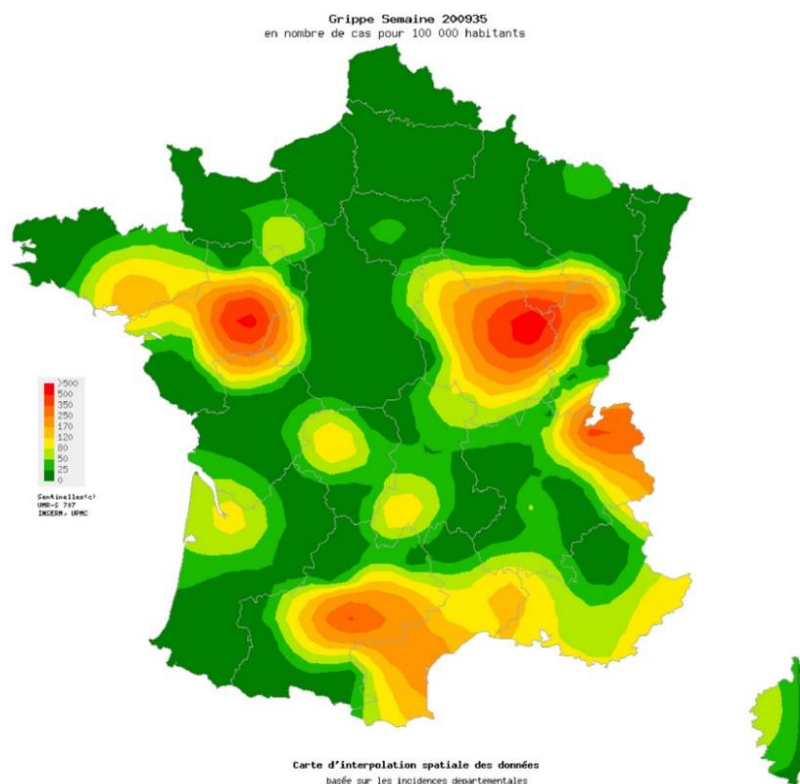 Grippe Semaine 200935
en nombre de cas pour 100 000 habitants
>500
500
350
250
170
120
80
50
25
0
Sentinelles(c)
UMR-S 707
INSERM, UPMC
Carte d'interpolation spatiale des données
basée sur les incidences departementales